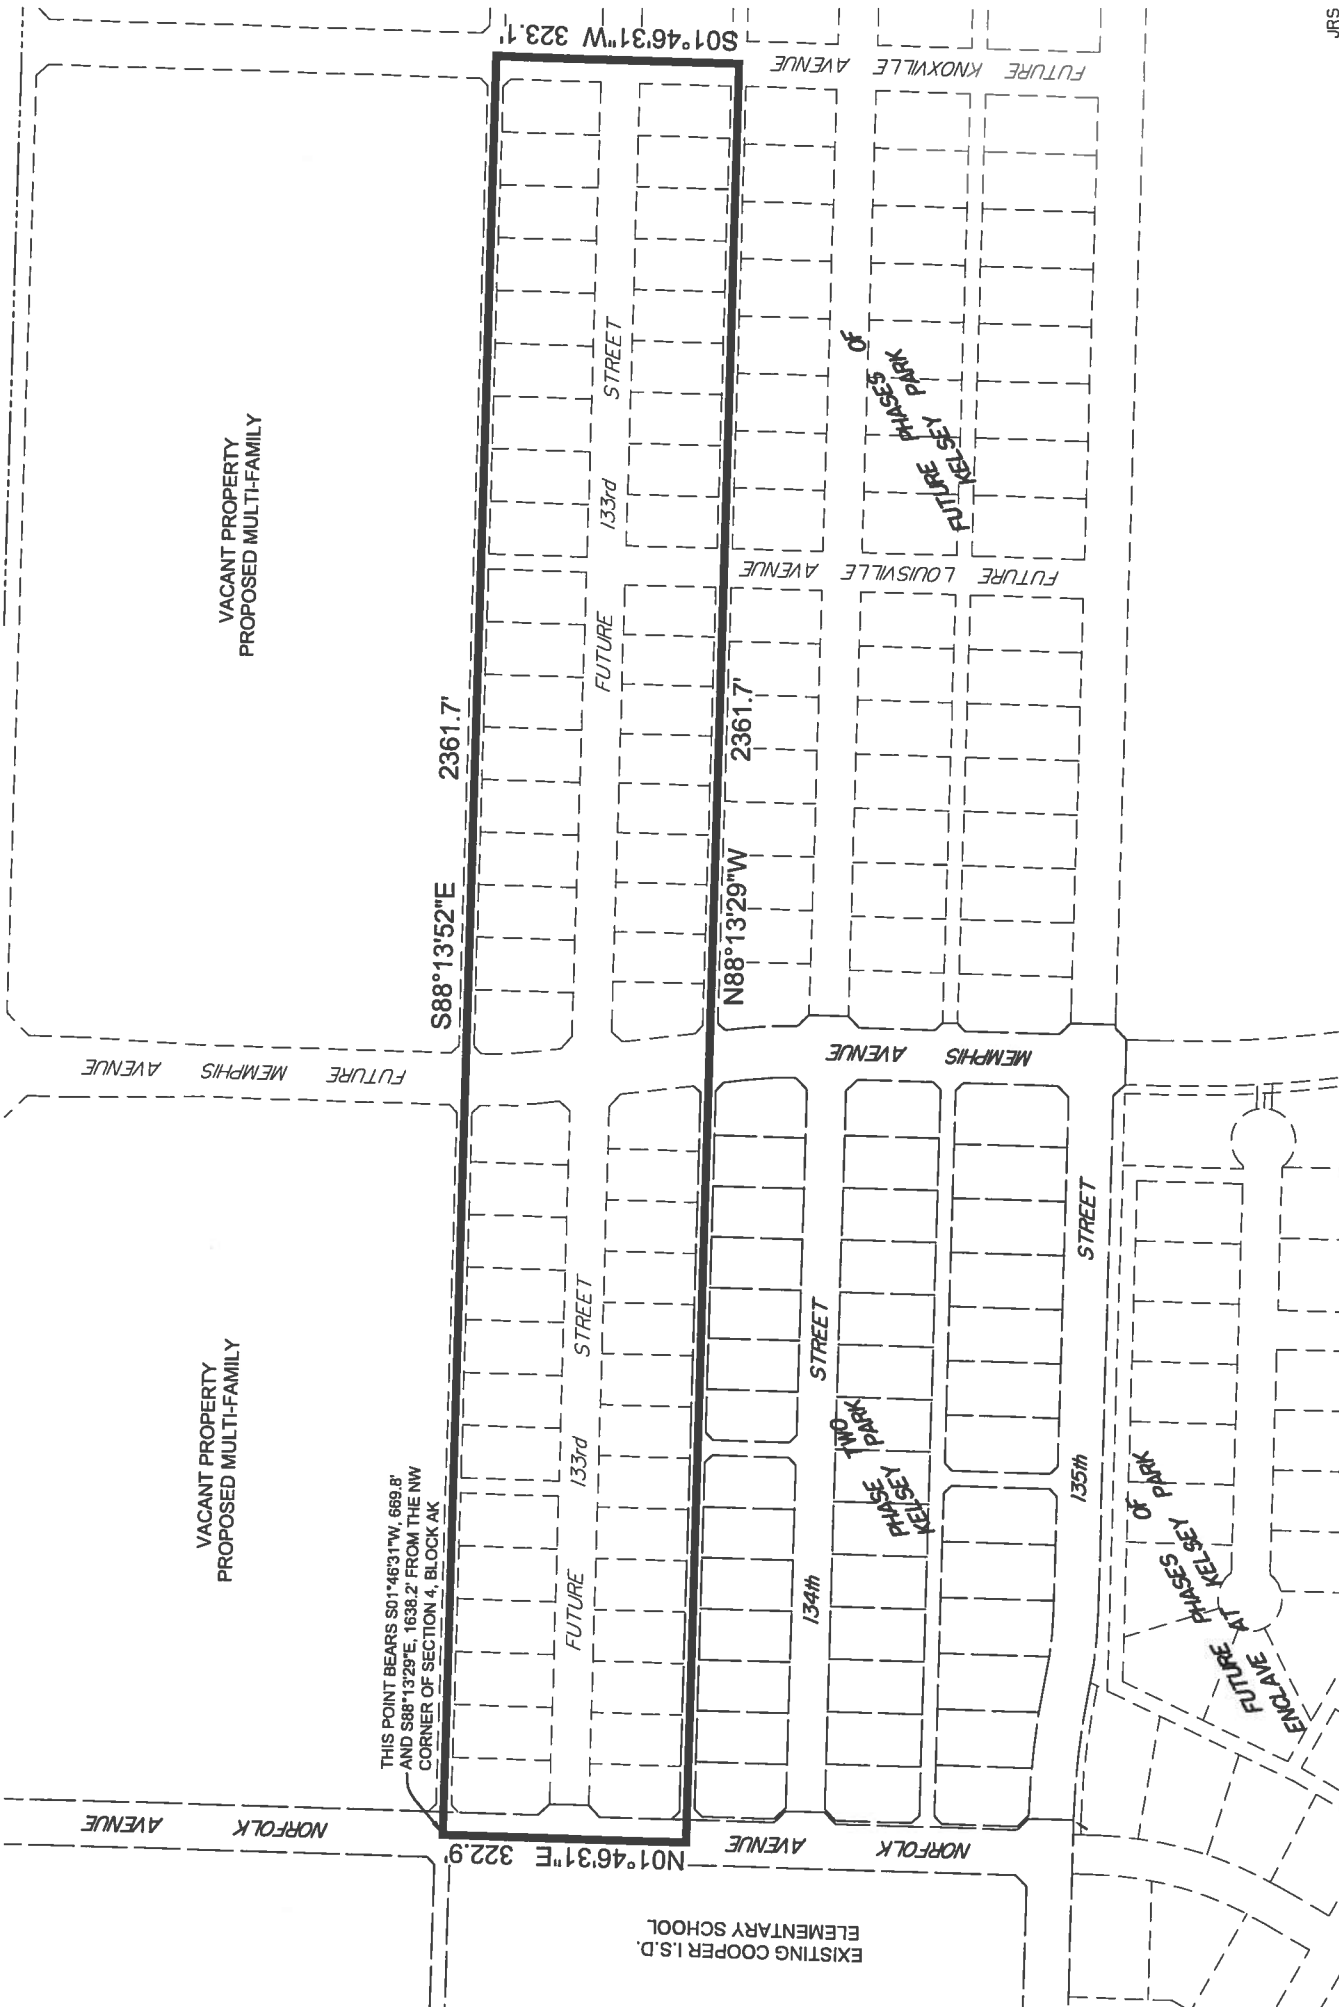 VACANT PROPERTY
PROPOSED MULTI-FAMILY
VACANT PROPERTY
PROPOSED MULTI-FAMILY
THIS POINT BEARS S01°46'31"W, 669.8'
AND S88°13'29"E, 1638.2' FROM THE NW
CORNER OF SECTION 4, BLOCK AK
NORFOLK AVENUE
FUTURE MEMPHIS AVENUE
S88°13'52"E 2361.7'
S01°46'31"W 323.1'
N88°13'29"W 2361.7'
N01°46'31"E 322.9'
FUTURE 133rd STREET
FUTURE 133rd STREET
EXISTING COOPER I.S.D.
ELEMENTARY SCHOOL
NORFOLK AVENUE
MEMPHIS AVENUE
FUTURE LOUISVILLE AVENUE
FUTURE KNOXVILLE AVENUE
134th STREET
PHASE TWO
KELSEY PARK
FUTURE PHASES OF
KELSEY PARK
135th STREET
FUTURE PHASES OF
ENCLAVE AT KELSEY PARK
JRS